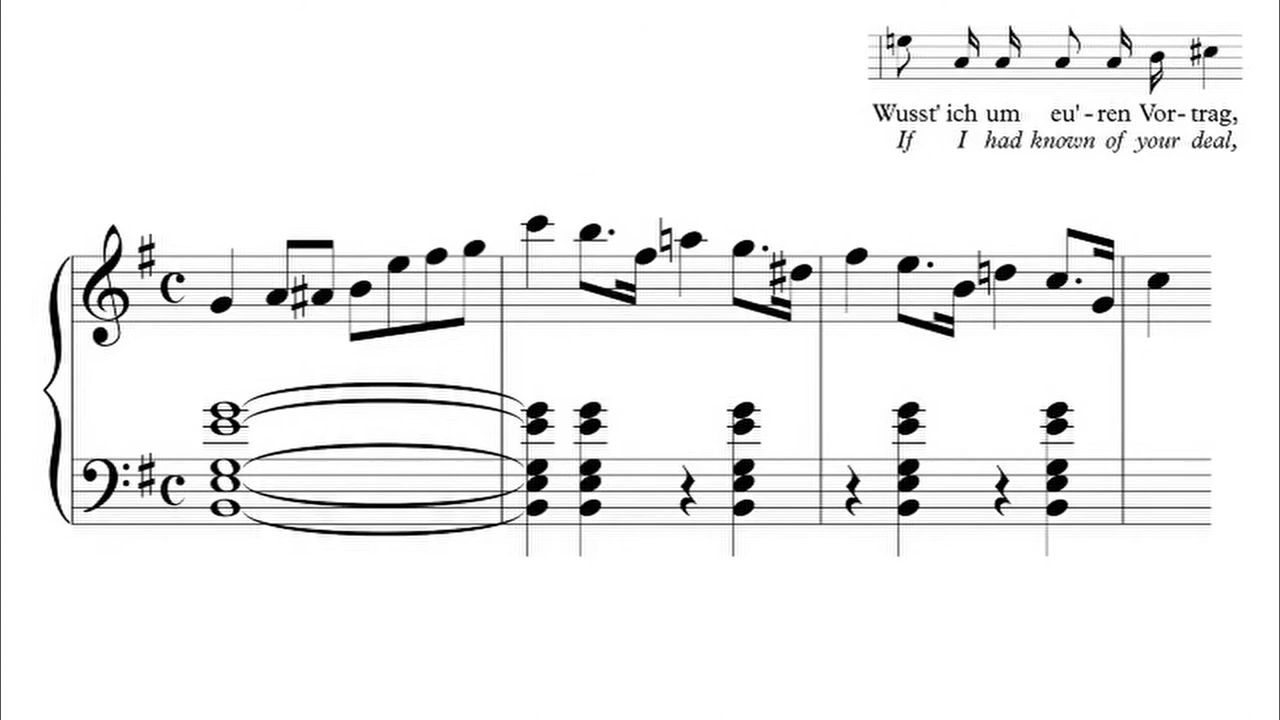 Wusst' ich um eu'-ren Vor-trag,
If I had known of your deal,